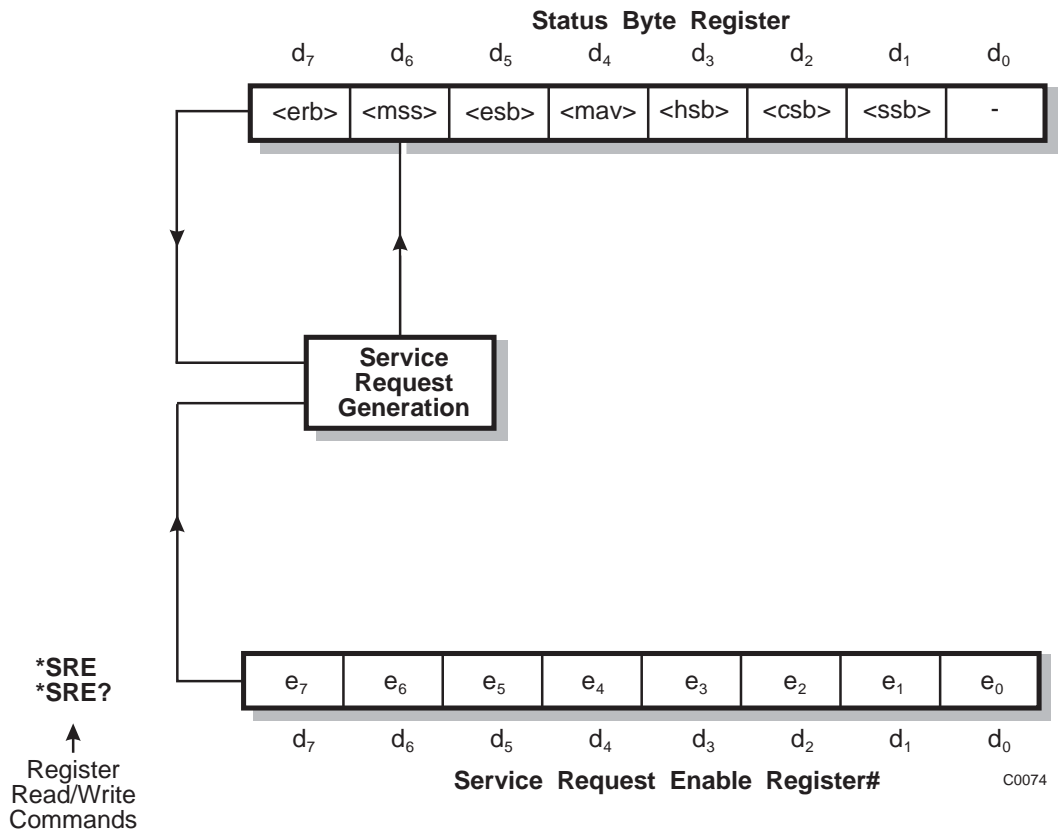 Status Byte Register
d₇ d₆ d₅ d₄ d₃ d₂ d₁ d₀
<erb> <mss> <esb> <mav> <hsb> <csb> <ssb> -
Service
Request
Generation
*SRE
*SRE?
Register
Read/Write
Commands
e₇ e₆ e₅ e₄ e₃ e₂ e₁ e₀
d₇ d₆ d₅ d₄ d₃ d₂ d₁ d₀
Service Request Enable Register#
C0074